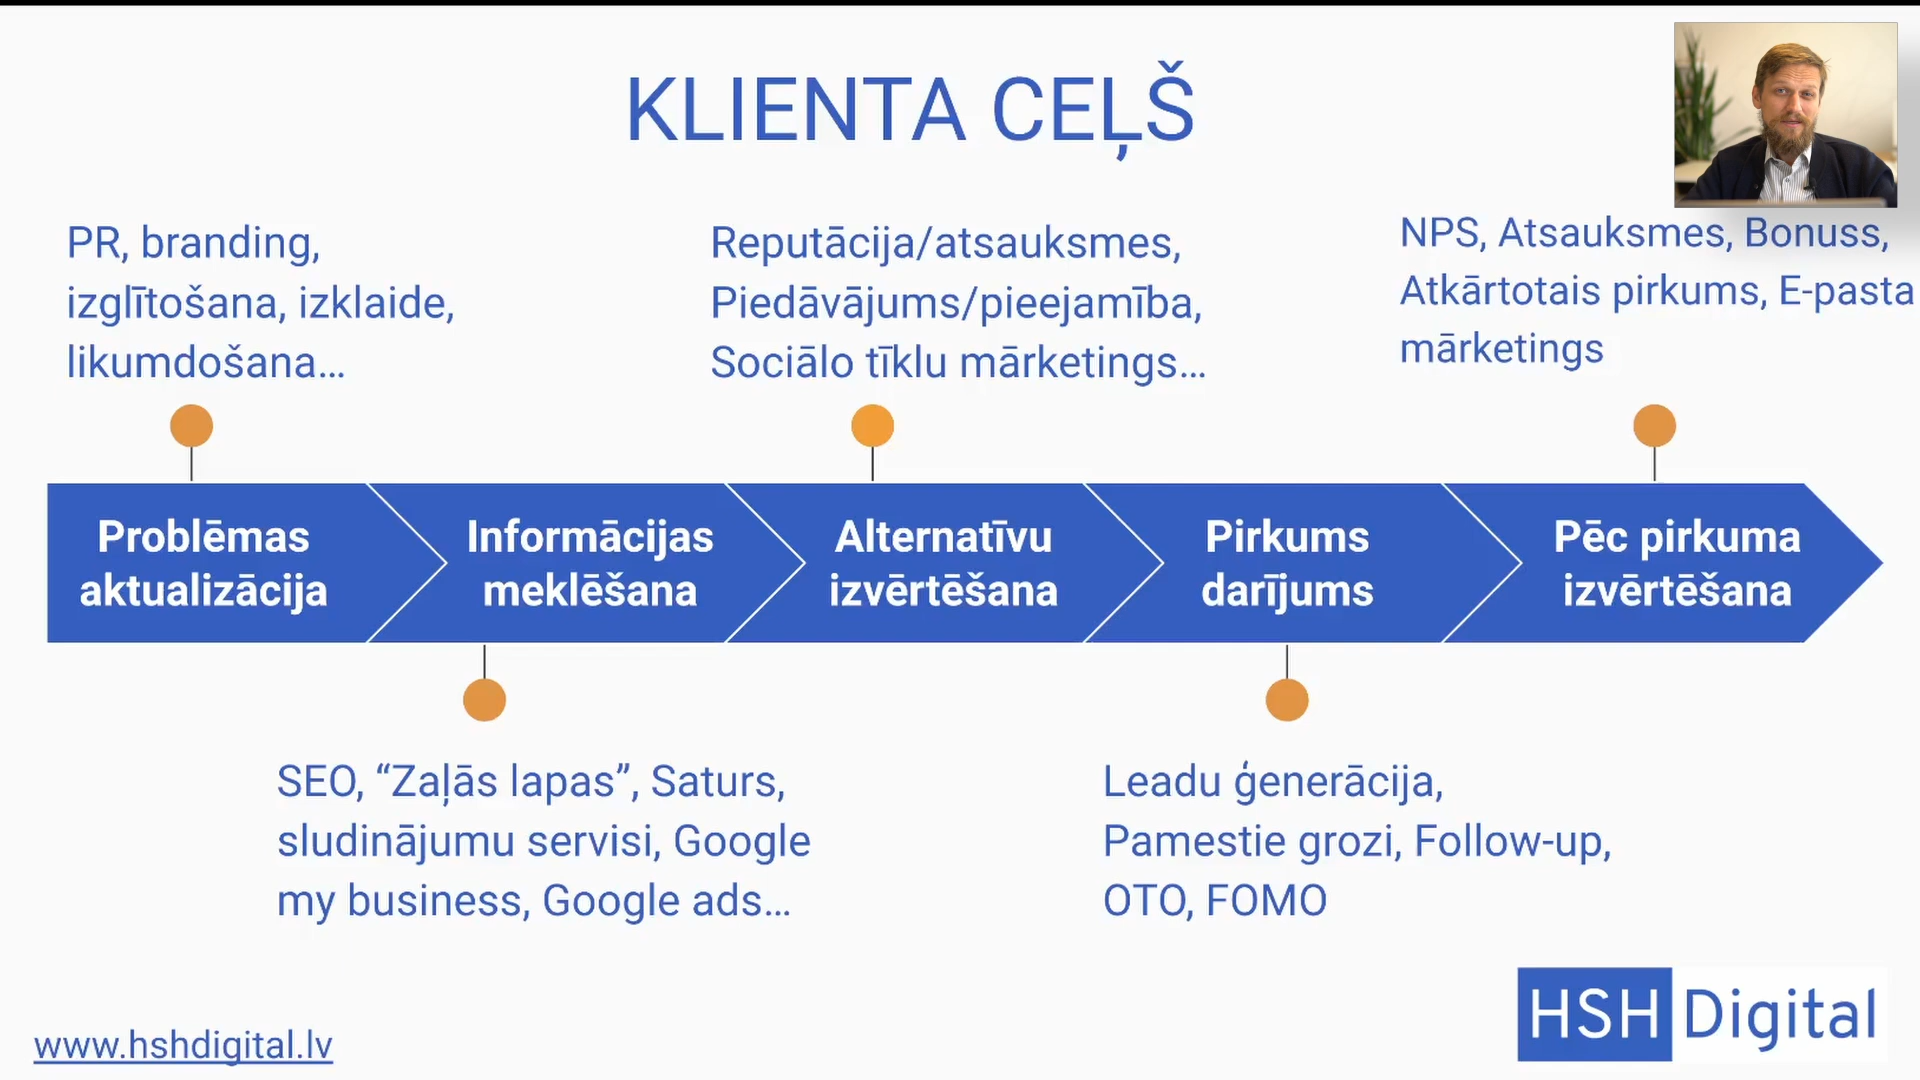 KLIENTA CEĻŠ
PR, branding,
izglītošana, izklaide,
likumdošana...
Reputācija/atsauksmes,
Piedāvājums/pieejamība,
Sociālo tīklu mārketings...
NPS, Atsauksmes, Bonuss,
Atkārtotais pirkums, E-pasta
mārketings
Problēmas
aktualizācija
Informācijas
meklēšana
Alternatīvu
izvērtēšana
Pirkums
darījums
Pēc pirkuma
izvērtēšana
SEO, “Zaļās lapas”, Saturs,
sludinājumu servisi, Google
my business, Google ads...
Leadu ģenerācija,
Pamestie grozi, Follow-up,
OTO, FOMO
www.hshdigital.lv
HSH Digital